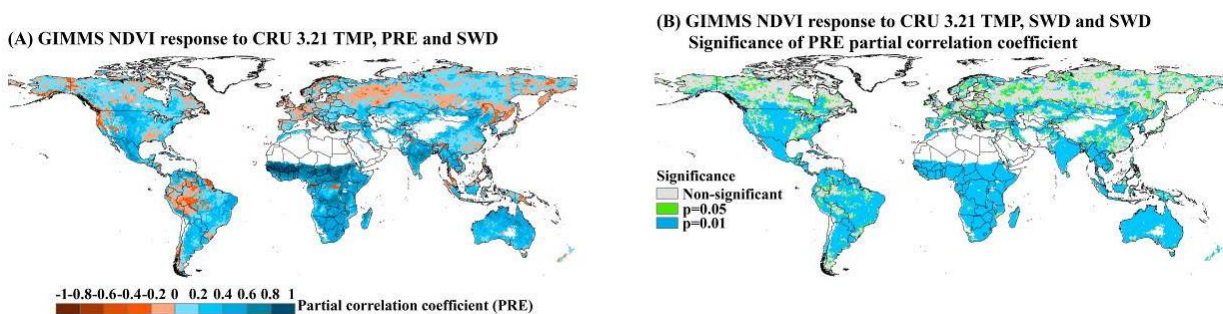 (A) GIMMS NDVI response to CRU 3.21 TMP, PRE and SWD
-1-0.8-0.6-0.4-0.2 0 0.2 0.4 0.6 0.8 1
Partial correlation coefficient (PRE)
(B) GIMMS NDVI response to CRU 3.21 TMP, SWD and SWD
Significance of PRE partial correlation coefficient
Significance
Non-significant
p=0.05
p=0.01